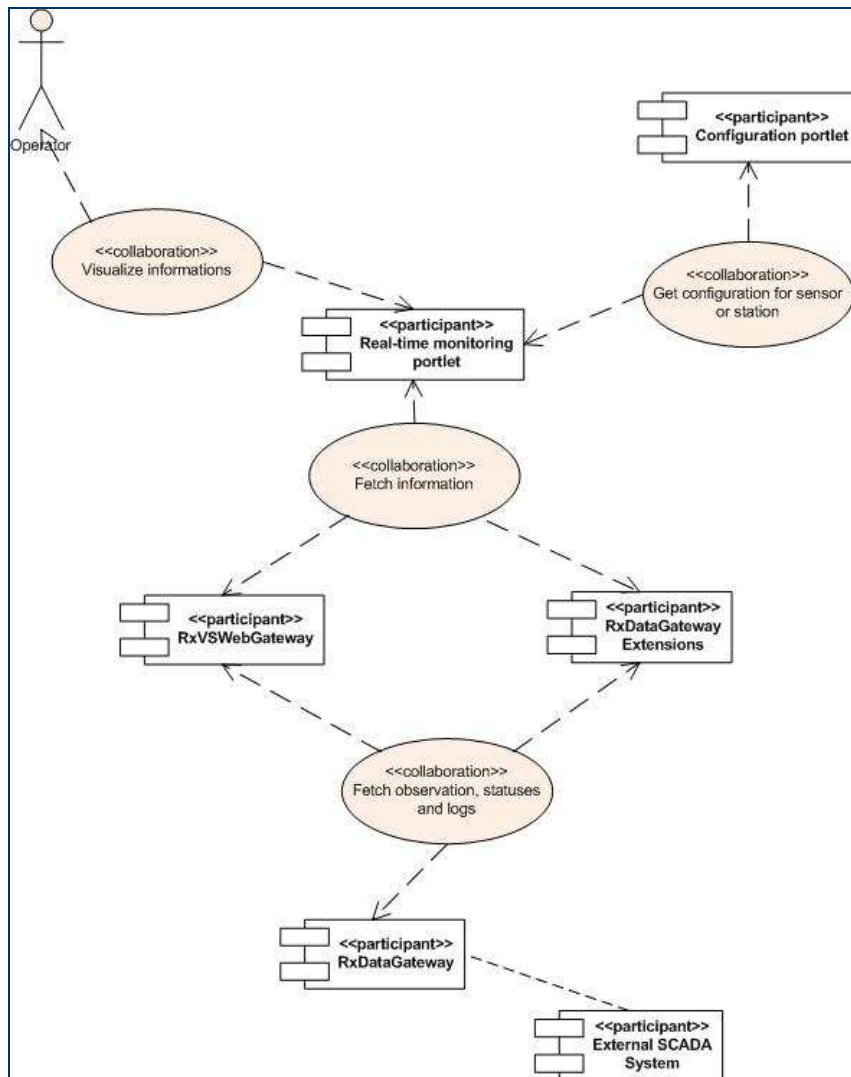 Operator
<<participant>>
Configuration portlet
<<collaboration>>
Visualize informations
<<collaboration>>
Get configuration for sensor
or station
<<participant>>
Real-time monitoring
portlet
<<collaboration>>
Fetch information
<<participant>>
RxVSWebGateway
<<participant>>
RxDataGateway
Extensions
<<collaboration>>
Fetch observation, statuses
and logs
<<participant>>
RxDataGateway
<<participant>>
External SCADA
System